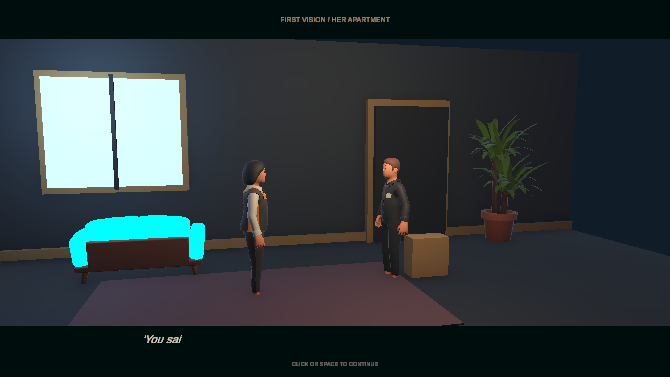 FIRST VISION / HER APARTMENT
'You sai
CLICK OR SPACE TO CONTINUE